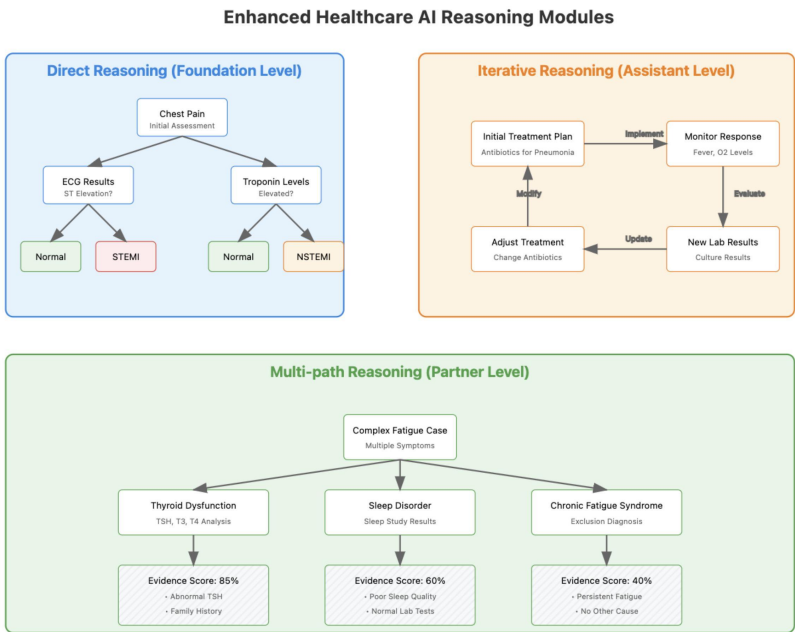 Enhanced Healthcare AI Reasoning Modules
Direct Reasoning (Foundation Level)
Chest Pain
Initial Assessment
ECG Results
ST Elevation?
Troponin Levels
Elevated?
Normal
STEMI
Normal
NSTEMI
Iterative Reasoning (Assistant Level)
Initial Treatment Plan
Antibiotics for Pneumonia
Implement
Monitor Response
Fever, O2 Levels
Evaluate
New Lab Results
Culture Results
Update
Adjust Treatment
Change Antibiotics
Modify
Multi-path Reasoning (Partner Level)
Complex Fatigue Case
Multiple Symptoms
Thyroid Dysfunction
TSH, T3, T4 Analysis
Sleep Disorder
Sleep Study Results
Chronic Fatigue Syndrome
Exclusion Diagnosis
Evidence Score: 85%
• Abnormal TSH
• Family History
Evidence Score: 60%
• Poor Sleep Quality
• Normal Lab Tests
Evidence Score: 40%
• Persistent Fatigue
• No Other Cause